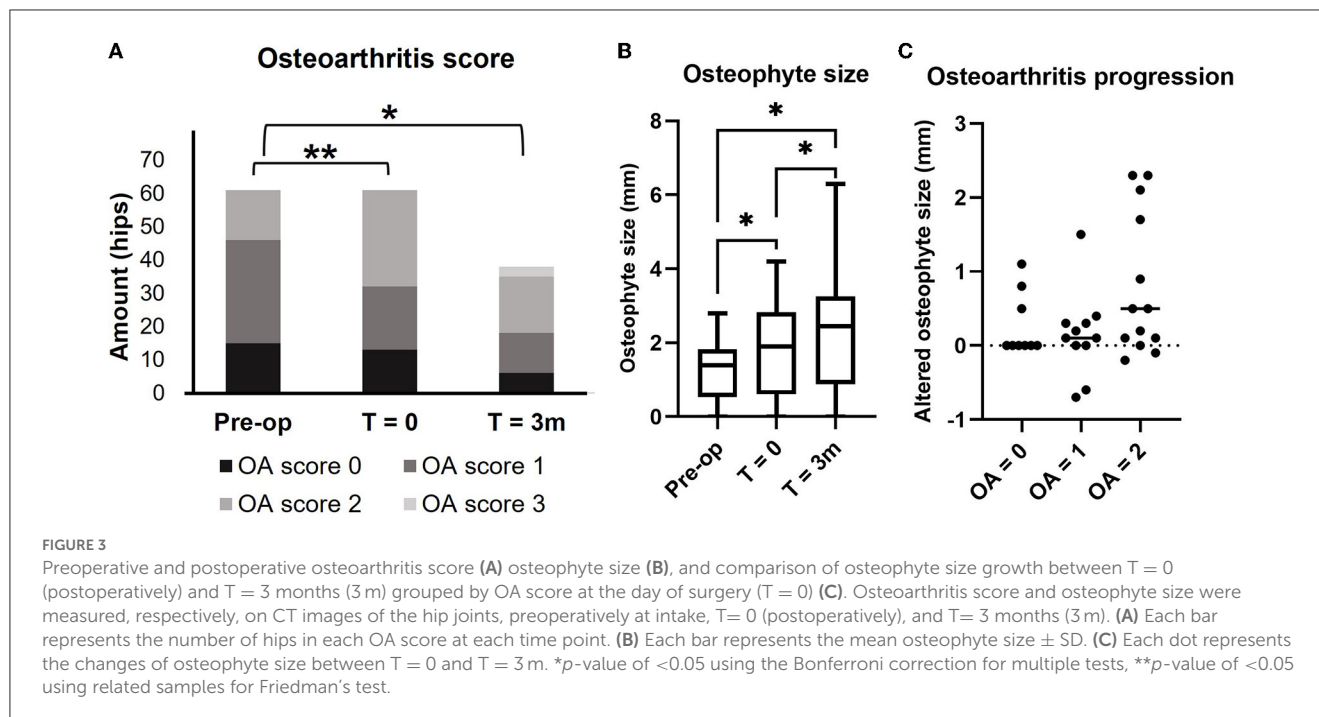 A
Osteoarthritis score
*
**
Amount (hips)
70
60
50
40
30
20
10
0
Pre-op T = 0 T = 3m
OA score 0 OA score 1
OA score 2 OA score 3
B
Osteophyte size
*
*
*
Osteophyte size (mm)
8
6
4
2
0
Pre-op
T = 0
T = 3m
C
Osteoarthritis progression
Altered osteophyte size (mm)
3
2
1
0
-1
OA = 0
OA = 1
OA = 2
FIGURE 3
Preoperative and postoperative osteoarthritis score (A) osteophyte size (B), and comparison of osteophyte size growth between T = 0
(postoperatively) and T = 3 months (3 m) grouped by OA score at the day of surgery (T = 0) (C). Osteoarthritis score and osteophyte size were
measured, respectively, on CT images of the hip joints, preoperatively at intake, T= 0 (postoperatively), and T= 3 months (3 m). (A) Each bar
represents the number of hips in each OA score at each time point. (B) Each bar represents the mean osteophyte size ± SD. (C) Each dot represents
the changes of osteophyte size between T = 0 and T = 3 m. *p-value of <0.05 using the Bonferroni correction for multiple tests, **p-value of <0.05
using related samples for Friedman's test.